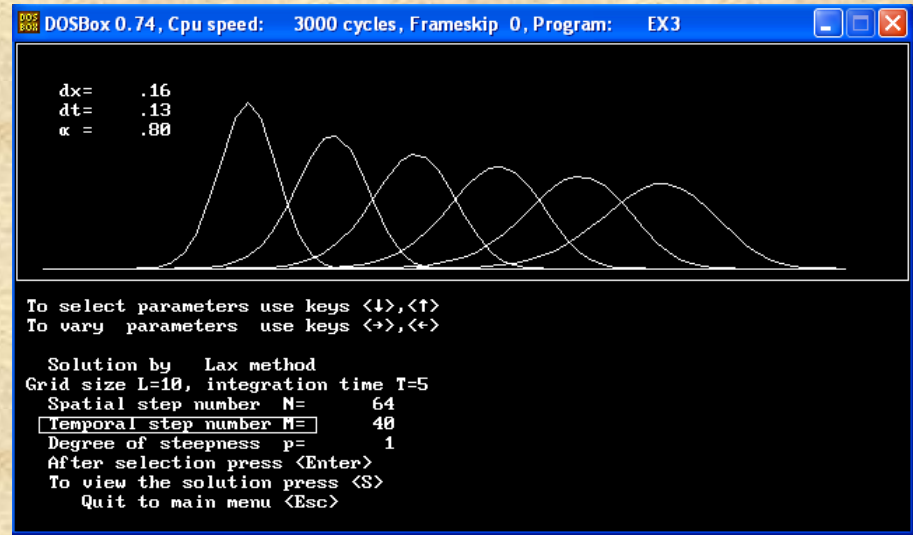 DOSBox 0.74, Cpu speed: 3000 cycles, Frameskip 0, Program: EX3
dx= .16
dt= .13
α = .80
To select parameters use keys <↓>,<↑>
To vary parameters use keys <→>,<←>
Solution by Lax method
Grid size L=10, integration time T=5
Spatial step number N= 64
Temporal step number M= 40
Degree of steepness p= 1
After selection press <Enter>
To view the solution press <S>
Quit to main menu <Esc>